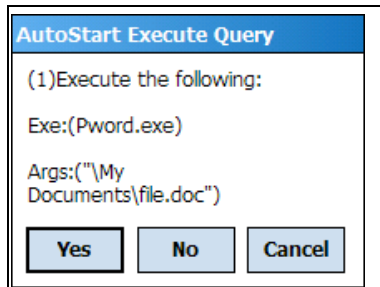 AutoStart Execute Query
(1)Execute the following:
Exe:(Pword.exe)
Args:("\My
Documents\file.doc")
Yes No Cancel